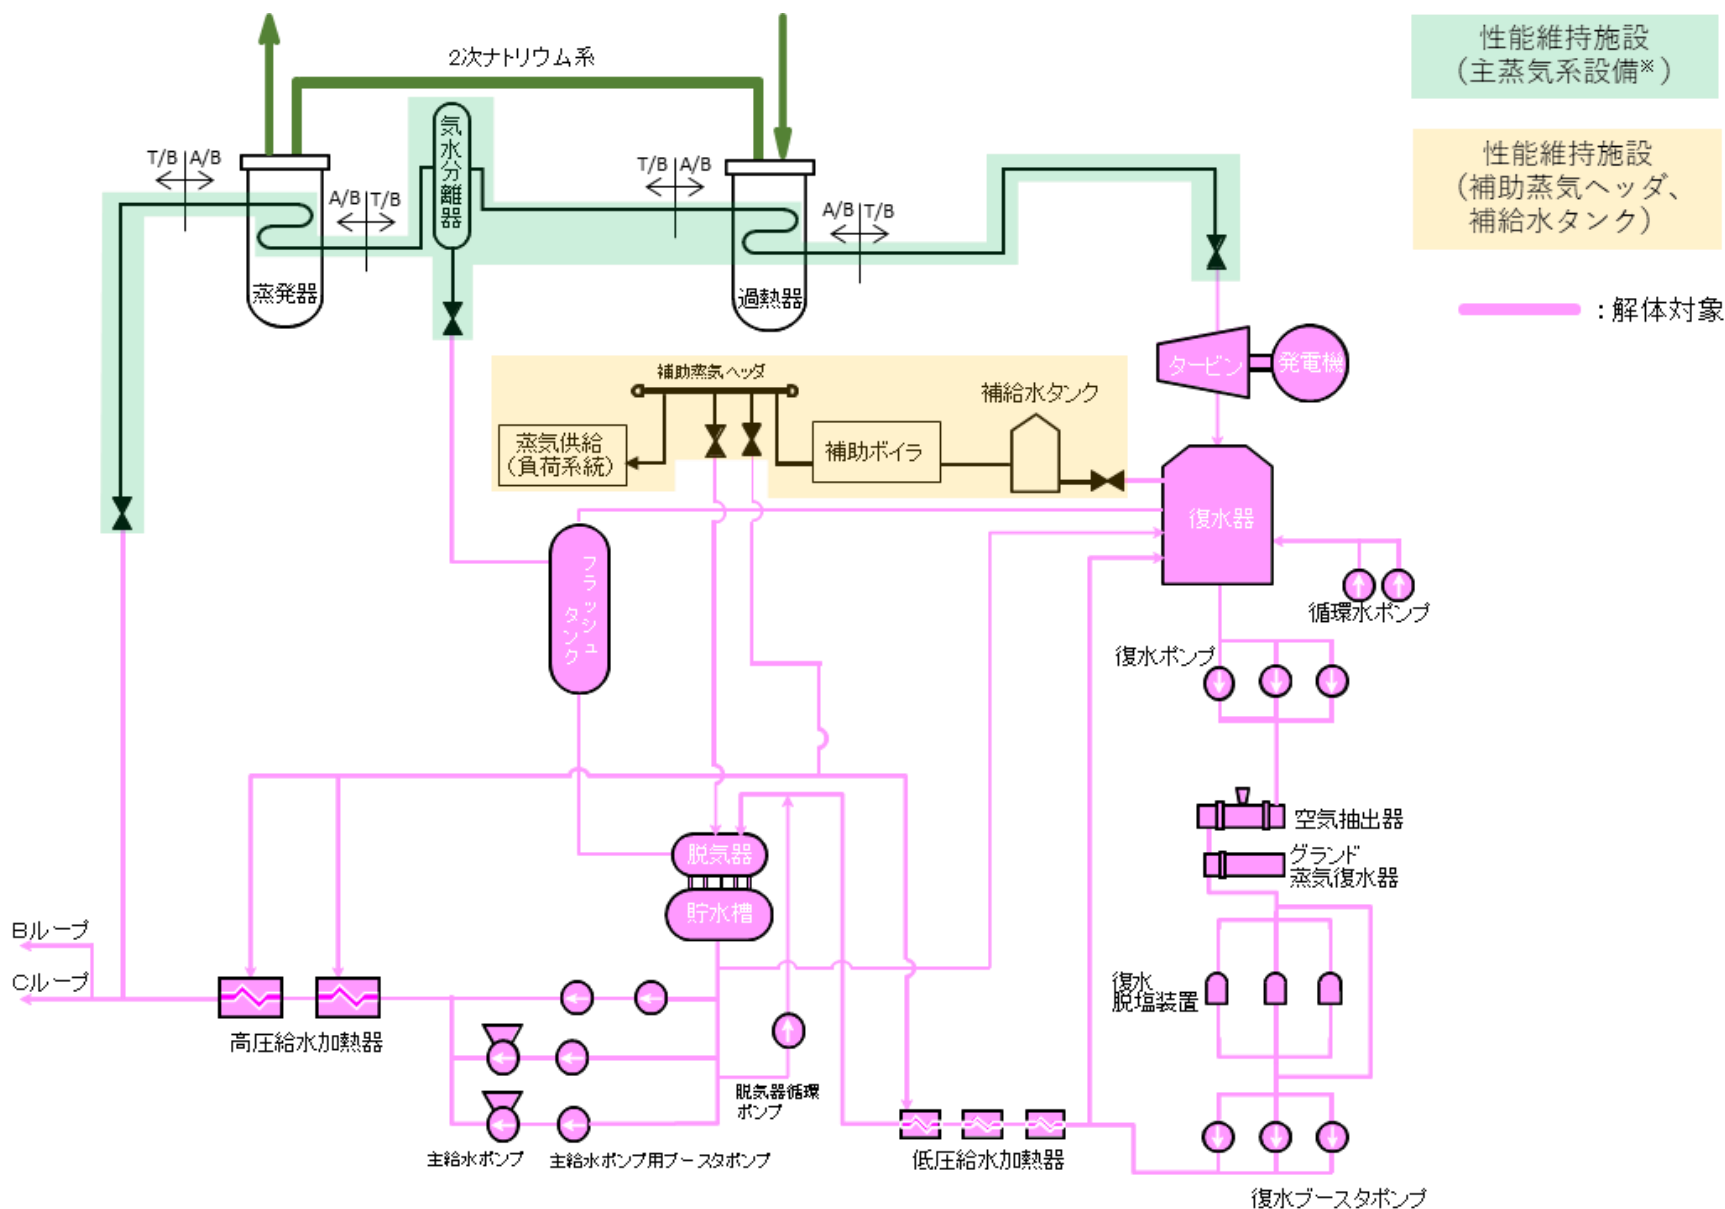 2次ナトリウム系
性能維持施設
（主蒸気系設備※）
性能維持施設
（補助蒸気ヘッダ、
補給水タンク）
：解体対象
T/B A/B
A/B T/B
気水分離器
T/B A/B
A/B T/B
蒸発器
過熱器
タービン
発電機
補助蒸気ヘッダ
補給水タンク
蒸気供給
(負荷系統)
補助ボイラ
復水器
フラッシュ
タンク
循環水ポンプ
復水ポンプ
空気抽出器
グランド
蒸気復水器
脱気器
貯水槽
Bループ
Cループ
復水
脱塩装置
高圧給水加熱器
脱気器循環
ポンプ
主給水ポンプ
主給水ポンプ用ブースタポンプ
低圧給水加熱器
復水ブースタポンプ